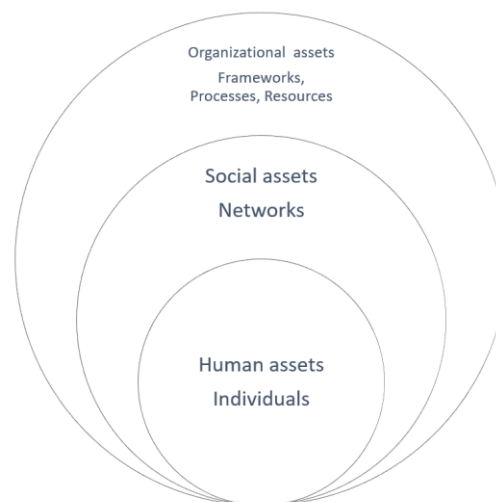 Organizational assets
Frameworks,
Processes, Resources
Social assets
Networks
Human assets
Individuals